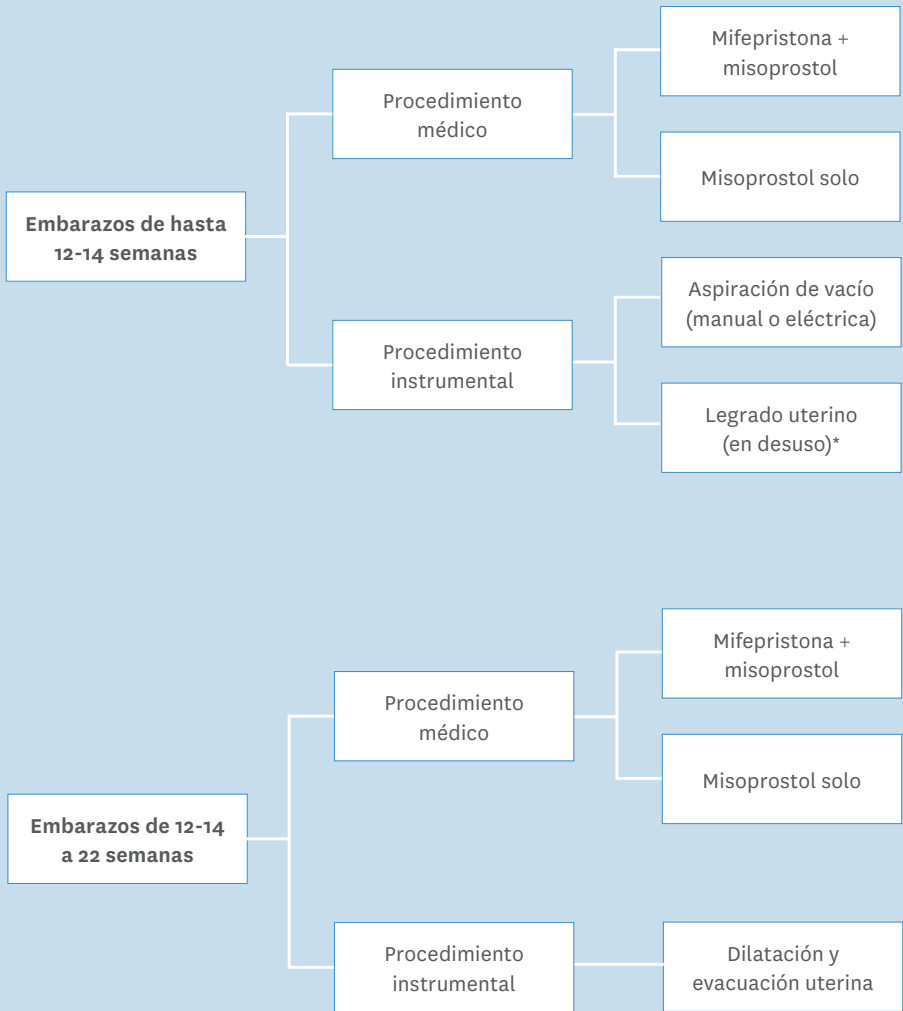 Embarazos de hasta
12-14 semanas
Procedimiento
médico
Mifepristona +
misoprostol
Misoprostol solo
Procedimiento
instrumental
Aspiración de vacío
(manual o eléctrica)
Legrado uterino
(en desuso)*
Embarazos de 12-14
a 22 semanas
Procedimiento
médico
Mifepristona +
misoprostol
Misoprostol solo
Procedimiento
instrumental
Dilatación y
evacuación uterina